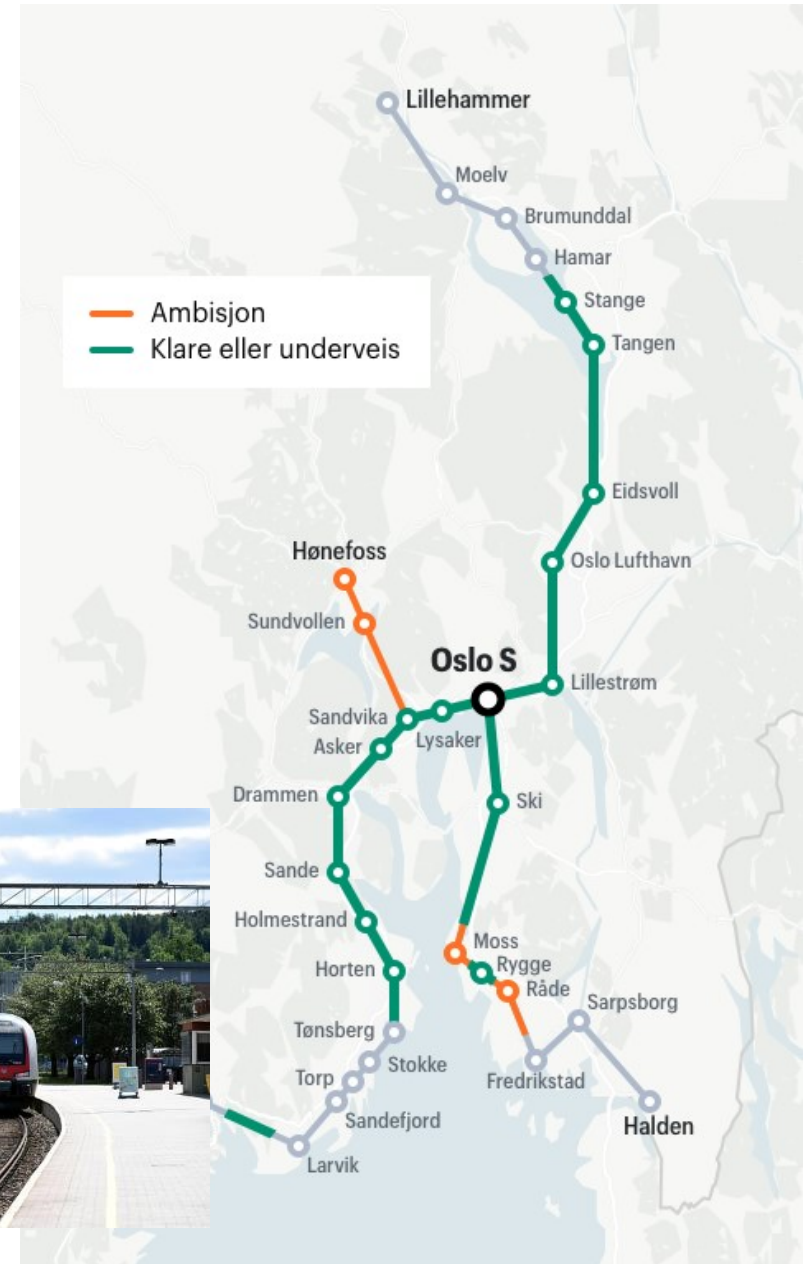 Lillehammer
Moelv
Brumunddal
Hamar
Ambisjon
Klare eller underveis
Stange
Tangen
Eidsvoll
Hønefoss
Oslo Lufthavn
Sundvollen
Oslo S
Lillestrøm
Sandvika
Lysaker
Asker
Drammen
Ski
Sande
Holmestrand
Moss
Rygge
Horten
Råde
Sarpsborg
Tønsberg
Stokke
Torp
Fredrikstad
Sandefjord
Halden
Larvik